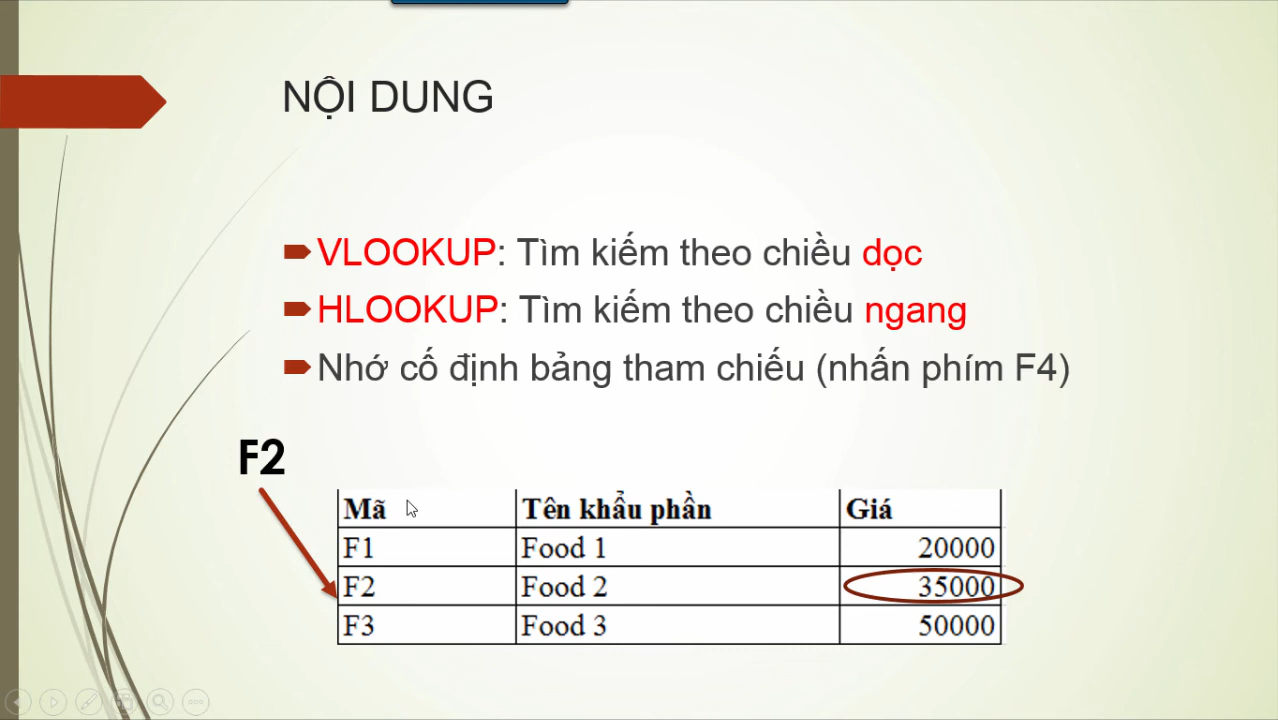 NỘI DUNG
VLOOKUP: Tìm kiếm theo chiều dọc
HLOOKUP: Tìm kiếm theo chiều ngang
Nhớ cố định bảng tham chiếu (nhấn phím F4)
F2
Mã Tên khẩu phần Giá
F1 Food 1 20000
F2 Food 2 35000
F3 Food 3 50000